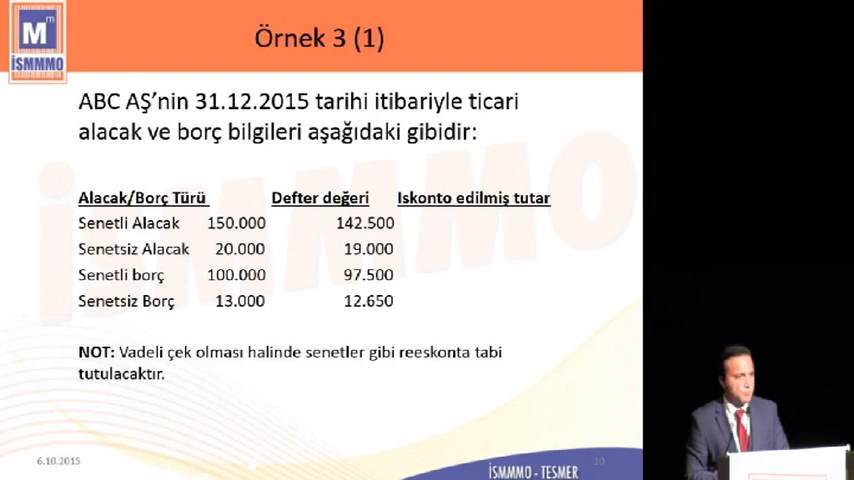 Mm
İSMMMO
Örnek 3 (1)
ABC AŞ’nin 31.12.2015 tarihi itibariyle ticari
alacak ve borç bilgileri aşağıdaki gibidir:
Alacak/Borç Türü Defter değeri Iskonto edilmiş tutar
Senetli Alacak 150.000 142.500
Senetsiz Alacak 20.000 19.000
Senetli borç 100.000 97.500
Senetsiz Borç 13.000 12.650
NOT: Vadeli çek olması halinde senetler gibi reeskonta tabi
tutulacaktır.
6.10.2015 İSMMMO - TESMER 10
İSMMMO